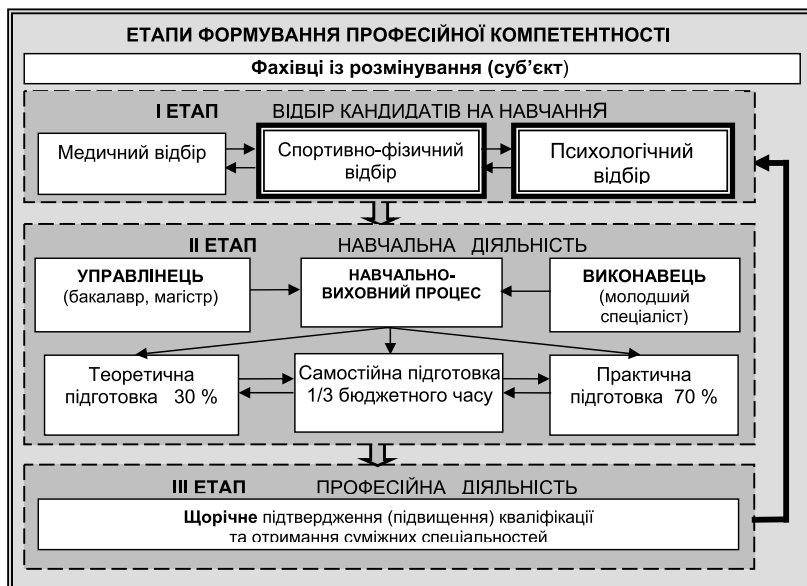 ЕТАПИ ФОРМУВАННЯ ПРОФЕСІЙНОЇ КОМПЕТЕНТНОСТІ
Фахівці із розмінування (суб’єкт)
І ЕТАП ВІДБІР КАНДИДАТІВ НА НАВЧАННЯ
Медичний відбір
Спортивно-фізичний
відбір
Психологічний
відбір
ІІ ЕТАП НАВЧАЛЬНА ДІЯЛЬНІСТЬ
УПРАВЛІНЕЦЬ
(бакалавр, магістр)
НАВЧАЛЬНО-
ВИХОВНИЙ ПРОЦЕС
ВИКОНАВЕЦЬ
(молодший
спеціаліст)
Теоретична
підготовка 30 %
Самостійна підготовка
1/3 бюджетного часу
Практична
підготовка 70 %
ІІІ ЕТАП ПРОФЕСІЙНА ДІЯЛЬНІСТЬ
Щорічне підтвердження (підвищення) кваліфікації
та отримання суміжних спеціальностей